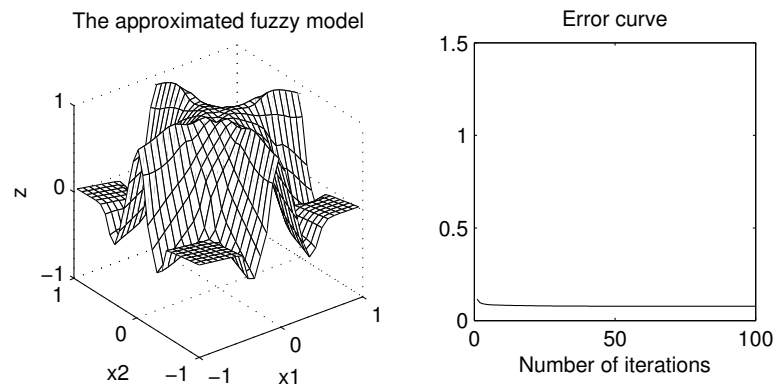 The approximated fuzzy model
1
0
−1
z
1
0
−1
x2
−1
0
1
x1
Error curve
1.5
1
0.5
0
0
50
100
Number of iterations